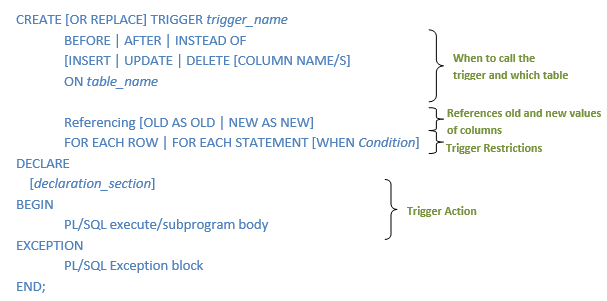 CREATE [OR REPLACE] TRIGGER trigger_name
BEFORE | AFTER | INSTEAD OF
[INSERT | UPDATE | DELETE [COLUMN NAME/S]
ON table_name
When to call the
trigger and which table
Referencing [OLD AS OLD | NEW AS NEW]
References old and new values
of columns
FOR EACH ROW | FOR EACH STATEMENT [WHEN Condition]
Trigger Restrictions
DECLARE
[declaration_section]
BEGIN
PL/SQL execute/subprogram body
Trigger Action
EXCEPTION
PL/SQL Exception block
END;